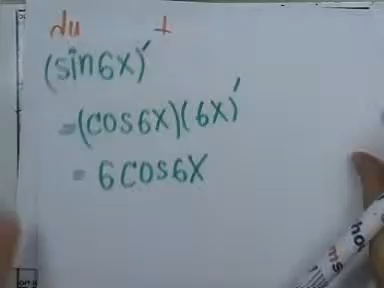 du +
(sin6x)'
=(cos6x)(6x)'
= 6cos6x